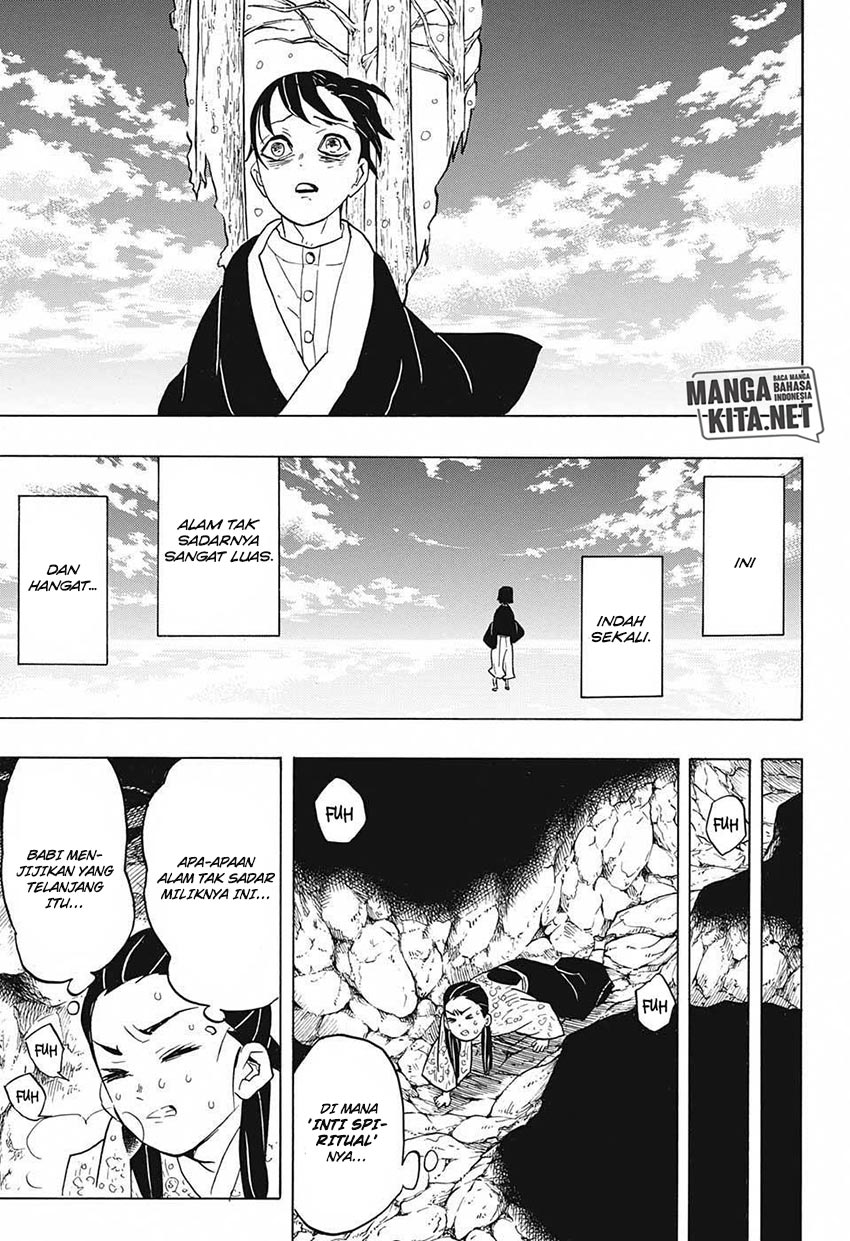 MANGA
KITA.NET
BACA MANGA
BAHASA
INDONESIA
INI
INDAH
SEKALI.
ALAM TAK
SADARNYA
SANGAT LUAS.
DAN
HANGAT...
FUH
FUH
FUH
DI MANA
'INTI SPI-
RITUAL'
NYA...
APA-APAAN
ALAM TAK SADAR
MILIKNYA INI...
BABI MEN-
JIJIKAN YANG
TELANJANG
ITU...
FUH
FUH